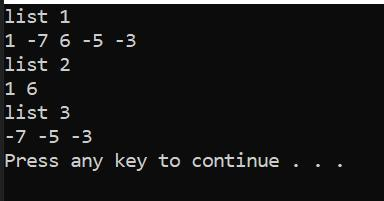 list 1
1 -7 6 -5 -3
list 2
1 6
list 3
-7 -5 -3
Press any key to continue . . .